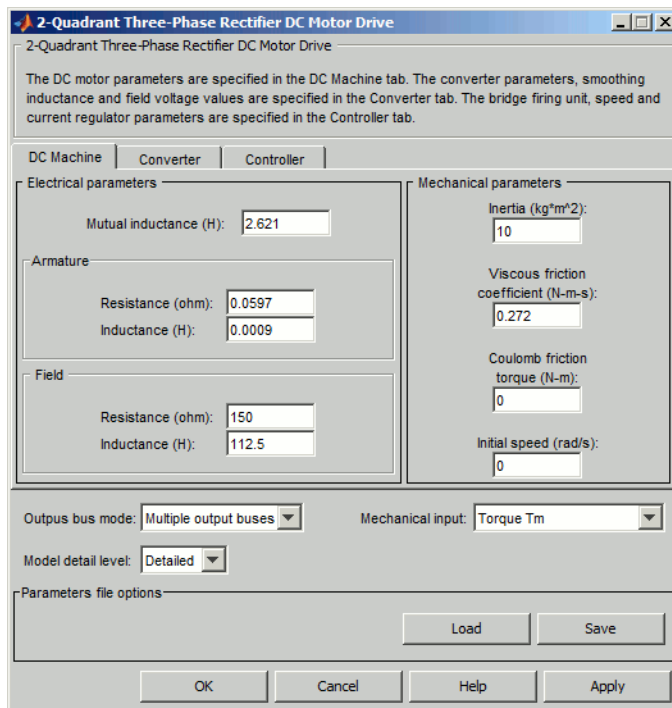 2-Quadrant Three-Phase Rectifier DC Motor Drive
2-Quadrant Three-Phase Rectifier DC Motor Drive
The DC motor parameters are specified in the DC Machine tab. The converter parameters, smoothing
inductance and field voltage values are specified in the Converter tab. The bridge firing unit, speed and
current regulator parameters are specified in the Controller tab.
DC Machine Converter Controller
Electrical parameters
Mutual inductance (H): 2.621
Armature
Resistance (ohm): 0.0597
Inductance (H): 0.0009
Field
Resistance (ohm): 150
Inductance (H): 112.5
Mechanical parameters
Inertia (kg*m^2):
10
Viscous friction
coefficient (N-m-s):
0.272
Coulomb friction
torque (N-m):
0
Initial speed (rad/s):
0
Outpus bus mode: Multiple output buses Mechanical input: Torque Tm
Model detail level: Detailed
Parameters file options
Load Save
OK Cancel Help Apply